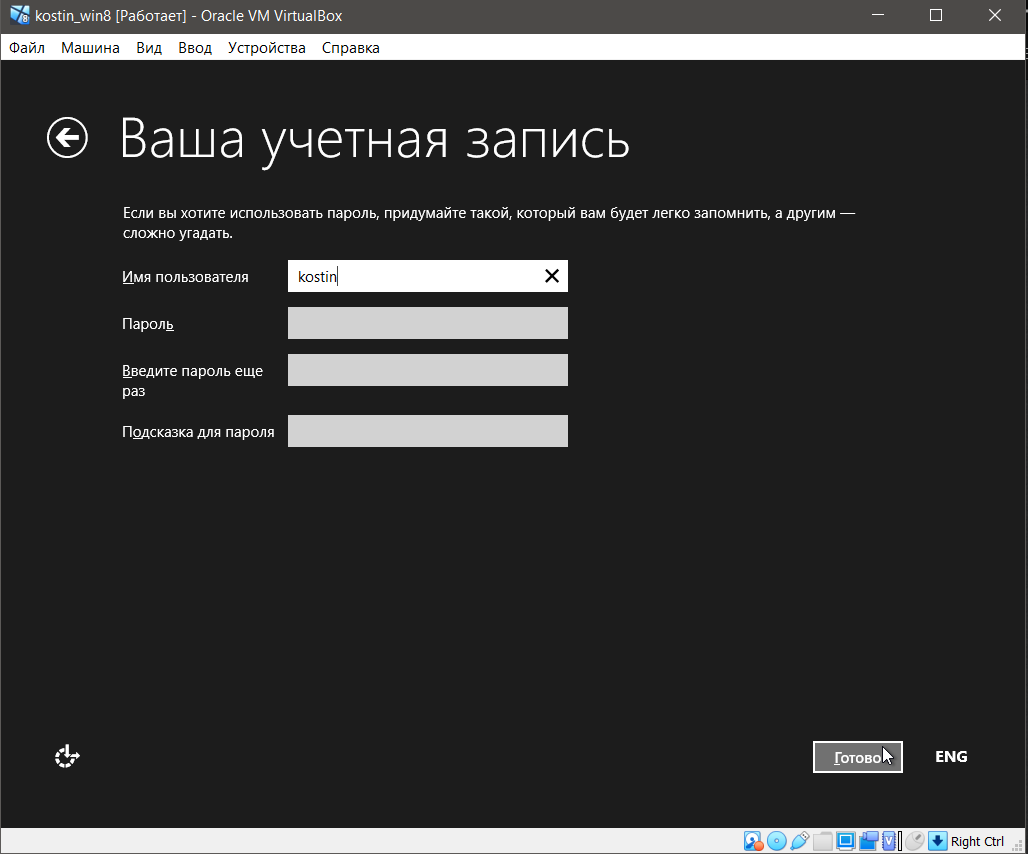 kostin_win8 [Работает] - Oracle VM VirtualBox
Файл Машина Вид Ввод Устройства Справка
Ваша учетная запись
Если вы хотите использовать пароль, придумайте такой, который вам будет легко запомнить, а другим —
сложно угадать.
Имя пользователя kostin
Пароль
Введите пароль еще
раз
Подсказка для пароля
Готово ENG
Right Ctrl